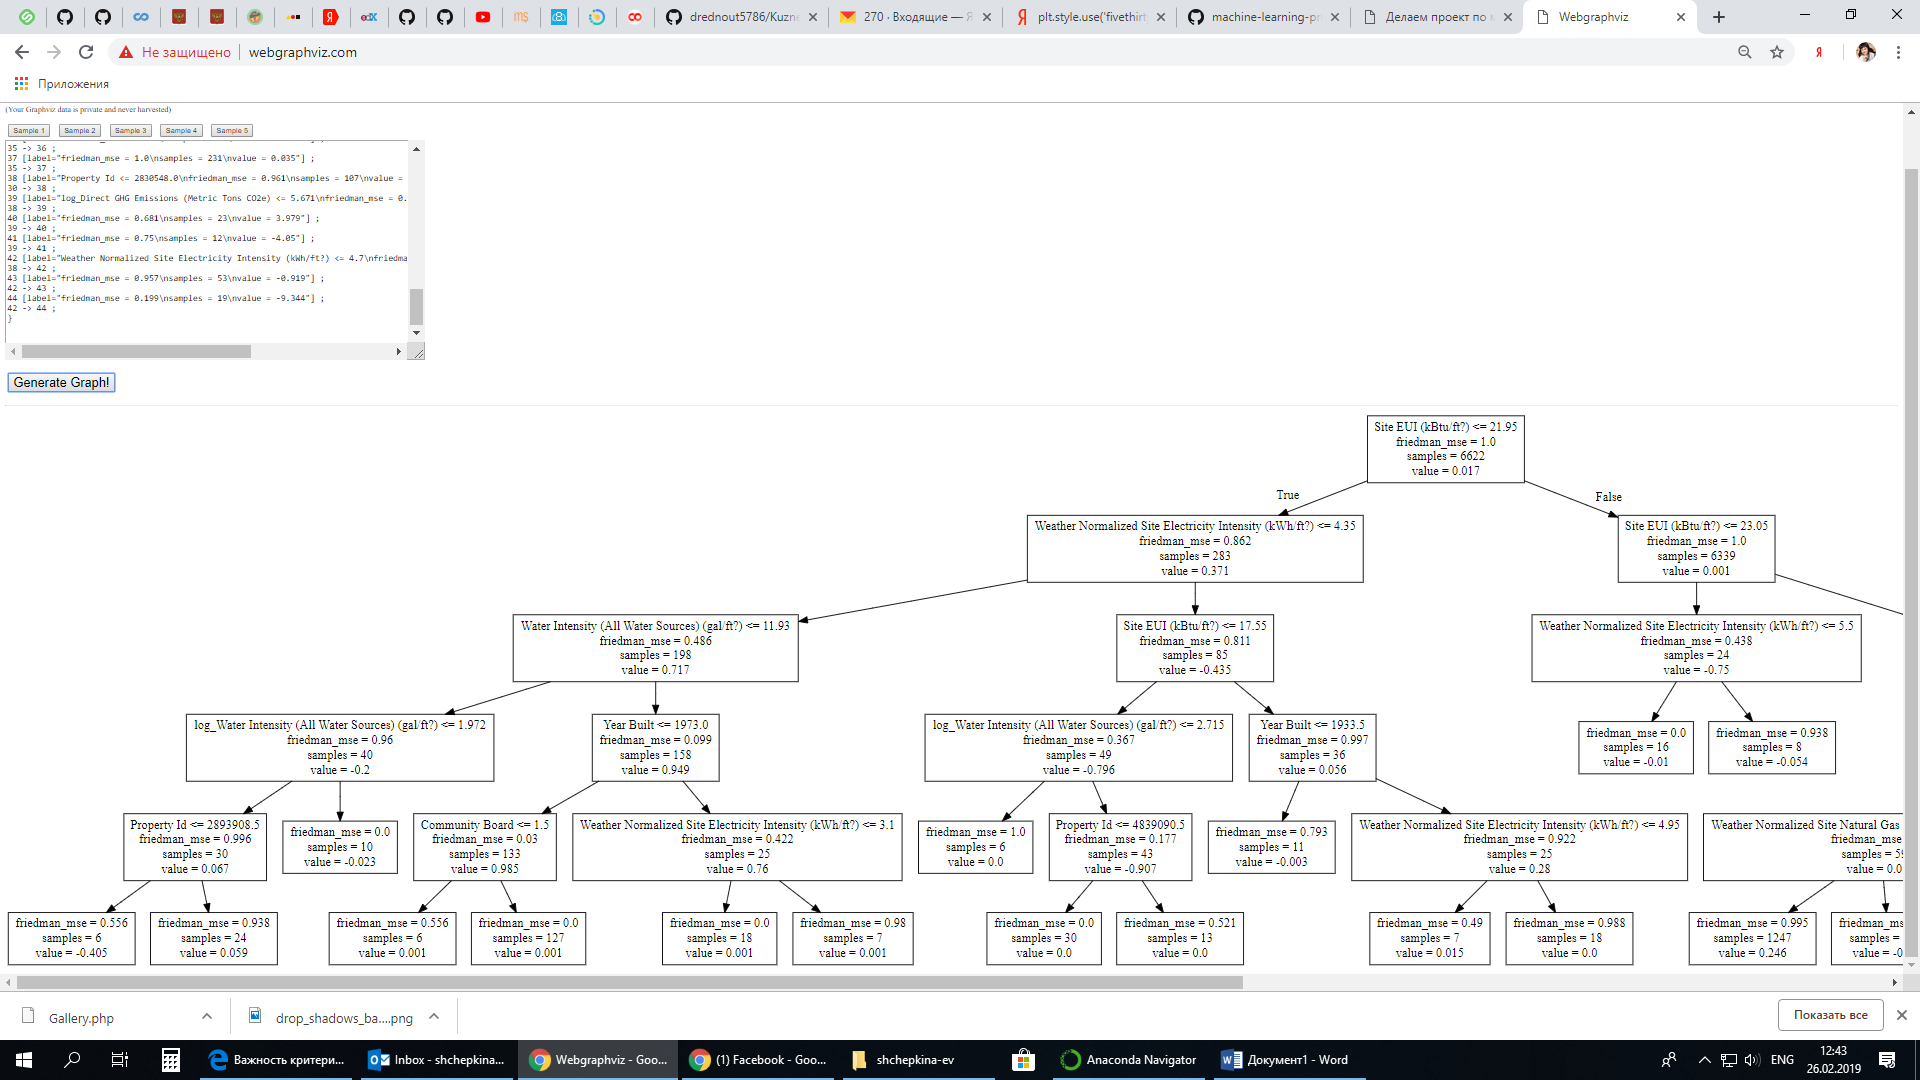 drednout5786/Kuzn
270 · Входящие — Я
plt.style.use('fivethirt
machine-learning-pr
Делаем проект по
Webgraphviz
Не защищено
webgraphviz.com
Приложения
(Your Graphviz data is private and never harvested)
Sample 1
Sample 2
Sample 3
Sample 4
Sample 5
35 -> 36 ;
37 [label="friedman_mse = 1.0\nsamples = 231\nvalue = 0.035"] ;
35 -> 37 ;
38 [label="Property Id <= 2830548.0\nfriedman_mse = 0.961\nsamples = 107\nvalue =
30 -> 38 ;
39 [label="log_Direct GHG Emissions (Metric Tons CO2e) <= 5.671\nfriedman_mse = 0.
38 -> 39 ;
40 [label="friedman_mse = 0.681\nsamples = 23\nvalue = 3.979"] ;
39 -> 40 ;
41 [label="friedman_mse = 0.75\nsamples = 12\nvalue = -4.05"] ;
39 -> 41 ;
42 [label="Weather Normalized Site Electricity Intensity (kWh/ft?) <= 4.7\nfriedma
38 -> 42 ;
43 [label="friedman_mse = 0.957\nsamples = 53\nvalue = -0.919"] ;
42 -> 43 ;
44 [label="friedman_mse = 0.199\nsamples = 19\nvalue = -9.344"] ;
42 -> 44 ;
}
Generate Graph!
Site EUI (kBtu/ft?) <= 21.95
friedman_mse = 1.0
samples = 6622
value = 0.017
True
False
Weather Normalized Site Electricity Intensity (kWh/ft?) <= 4.35
friedman_mse = 0.862
samples = 283
value = 0.371
Site EUI (kBtu/ft?) <= 23.05
friedman_mse = 1.0
samples = 6339
value = 0.001
Water Intensity (All Water Sources) (gal/ft?) <= 11.93
friedman_mse = 0.486
samples = 198
value = 0.717
Site EUI (kBtu/ft?) <= 17.55
friedman_mse = 0.811
samples = 85
value = -0.435
Weather Normalized Site Electricity Intensity (kWh/ft?) <= 5.5
friedman_mse = 0.438
samples = 24
value = -0.75
log_Water Intensity (All Water Sources) (gal/ft?) <= 1.972
friedman_mse = 0.96
samples = 40
value = -0.2
Year Built <= 1973.0
friedman_mse = 0.099
samples = 158
value = 0.949
log_Water Intensity (All Water Sources) (gal/ft?) <= 2.715
friedman_mse = 0.367
samples = 49
value = -0.796
Year Built <= 1933.5
friedman_mse = 0.997
samples = 36
value = 0.056
friedman_mse = 0.0
samples = 16
value = -0.01
friedman_mse = 0.938
samples = 8
value = -0.054
Property Id <= 2893908.5
friedman_mse = 0.996
samples = 30
value = 0.067
friedman_mse = 0.0
samples = 10
value = -0.023
Community Board <= 1.5
friedman_mse = 0.03
samples = 133
value = 0.985
Weather Normalized Site Electricity Intensity (kWh/ft?) <= 3.1
friedman_mse = 0.422
samples = 25
value = 0.76
friedman_mse = 1.0
samples = 6
value = 0.0
Property Id <= 4839090.5
friedman_mse = 0.177
samples = 43
value = -0.907
friedman_mse = 0.793
samples = 11
value = -0.003
Weather Normalized Site Electricity Intensity (kWh/ft?) <= 4.95
friedman_mse = 0.922
samples = 25
value = 0.28
Weather Normalized Site Natural Gas
friedman_mse
samples = 5
value = 0.0
friedman_mse = 0.556
samples = 6
value = -0.405
friedman_mse = 0.938
samples = 24
value = 0.059
friedman_mse = 0.556
samples = 6
value = 0.001
friedman_mse = 0.0
samples = 127
value = 0.001
friedman_mse = 0.0
samples = 18
value = 0.001
friedman_mse = 0.98
samples = 7
value = 0.001
friedman_mse = 0.0
samples = 30
value = 0.0
friedman_mse = 0.521
samples = 13
value = 0.0
friedman_mse = 0.49
samples = 7
value = 0.015
friedman_mse = 0.988
samples = 18
value = 0.0
friedman_mse = 0.995
samples = 1247
value = 0.246
friedman_ms
samples =
value = -0
Gallery.php
drop_shadows_ba....png
Показать все
Важность критери...
Inbox - shchepkina...
Webgraphviz - Goo...
(1) Facebook - Goo...
shchepkina-ev
Anaconda Navigator
Документ1 - Word
ENG
12:43
26.02.2019